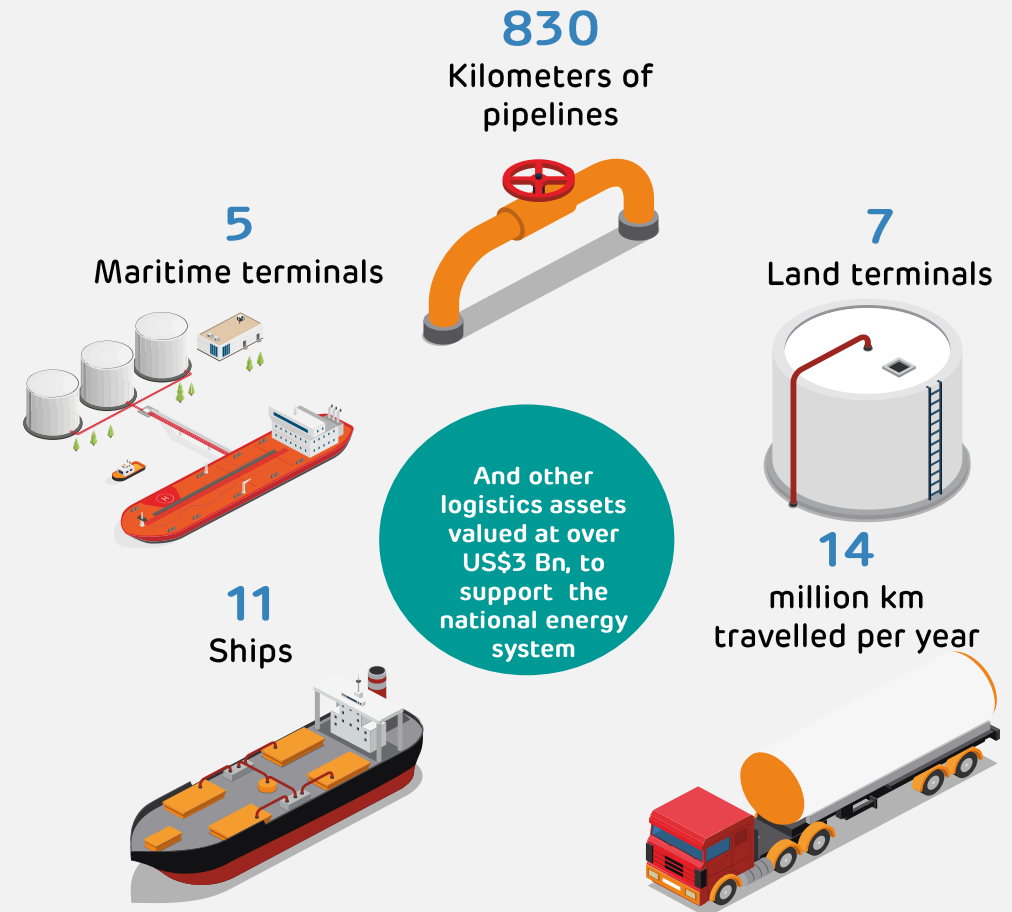 830
Kilometers of
pipelines
5
Maritime terminals
7
Land terminals
And other
logistics assets
valued at over
US$3 Bn, to
support the
national energy
system
14
million km
travelled per year
11
Ships
H